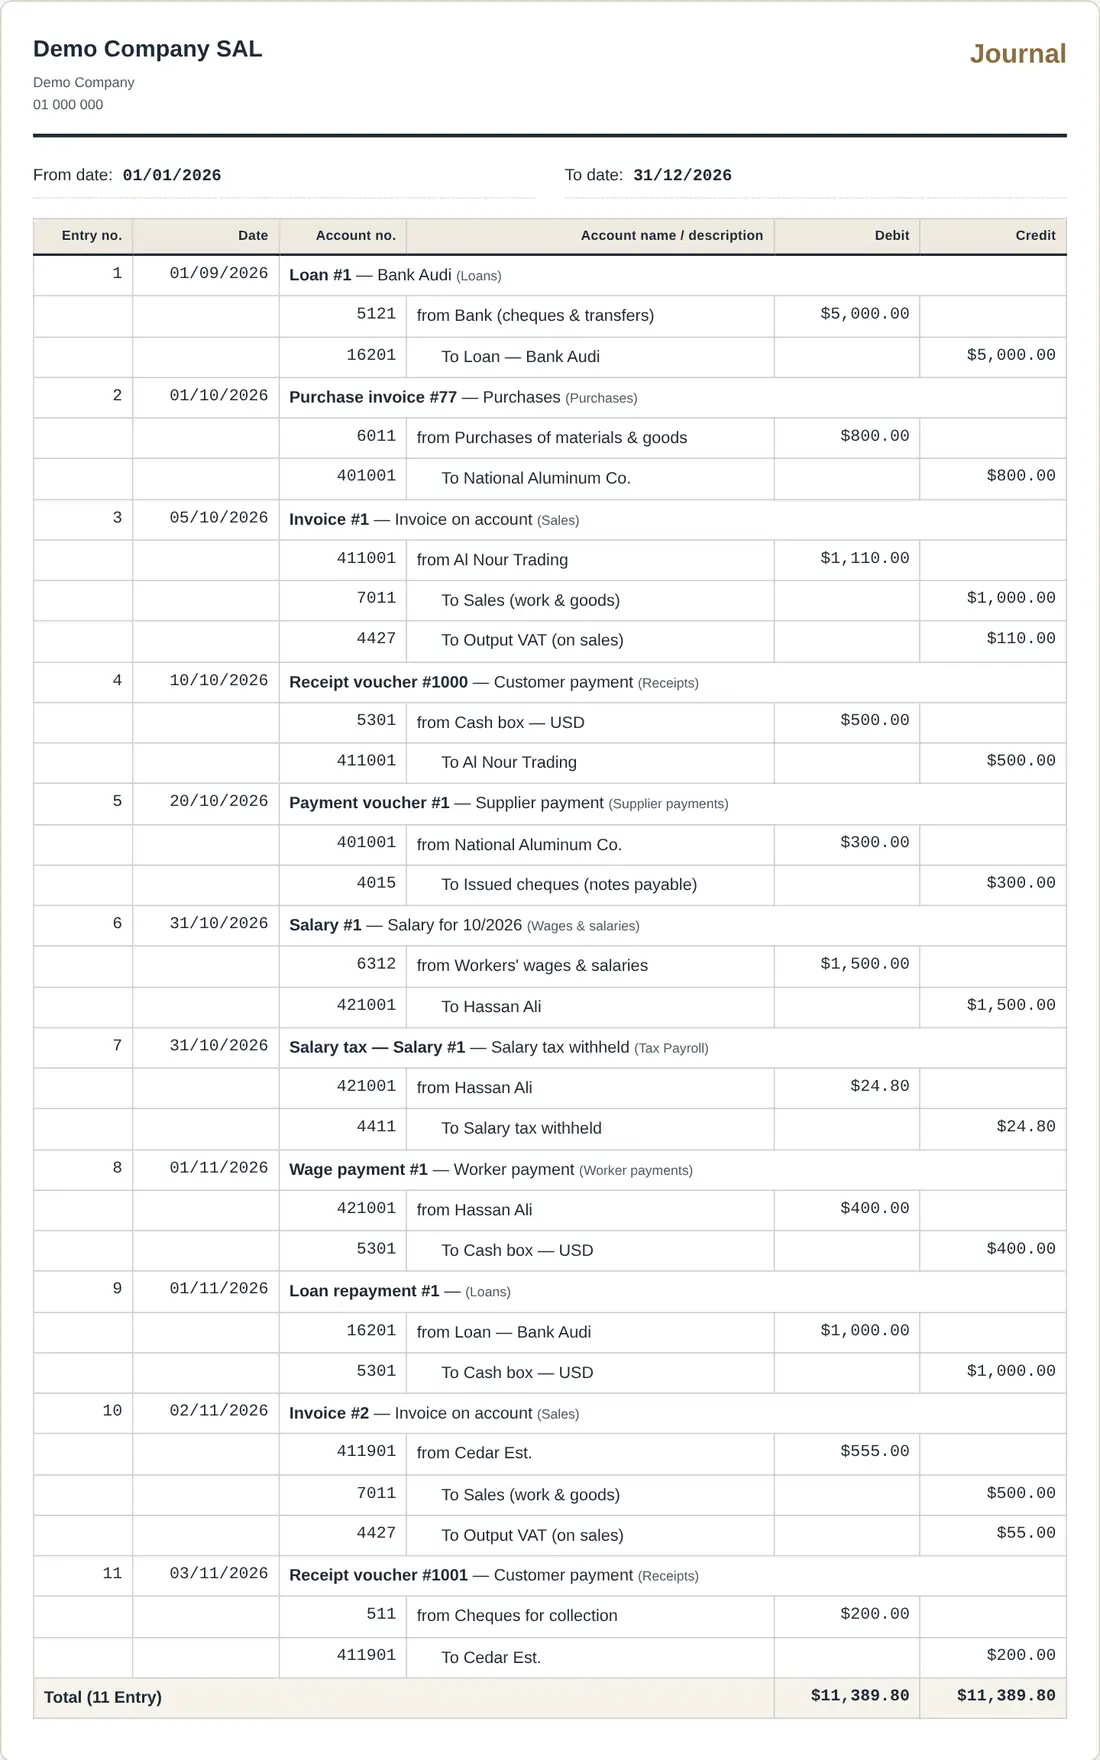 Demo Company SAL
Journal
Demo Company
01 000 000
From date: 01/01/2026 To date: 31/12/2026
Entry no. Date Account no. Account name / description Debit Credit
1 01/09/2026 Loan #1 — Bank Audi (Loans)
5121 from Bank (cheques & transfers) $5,000.00
16201 To Loan — Bank Audi $5,000.00
2 01/10/2026 Purchase invoice #77 — Purchases (Purchases)
6011 from Purchases of materials & goods $800.00
401001 To National Aluminum Co. $800.00
3 05/10/2026 Invoice #1 — Invoice on account (Sales)
411001 from Al Nour Trading $1,110.00
7011 To Sales (work & goods) $1,000.00
4427 To Output VAT (on sales) $110.00
4 10/10/2026 Receipt voucher #1000 — Customer payment (Receipts)
5301 from Cash box — USD $500.00
411001 To Al Nour Trading $500.00
5 20/10/2026 Payment voucher #1 — Supplier payment (Supplier payments)
401001 from National Aluminum Co. $300.00
4015 To Issued cheques (notes payable) $300.00
6 31/10/2026 Salary #1 — Salary for 10/2026 (Wages & salaries)
6312 from Workers' wages & salaries $1,500.00
421001 To Hassan Ali $1,500.00
7 31/10/2026 Salary tax — Salary #1 — Salary tax withheld (Tax Payroll)
421001 from Hassan Ali $24.80
4411 To Salary tax withheld $24.80
8 01/11/2026 Wage payment #1 — Worker payment (Worker payments)
421001 from Hassan Ali $400.00
5301 To Cash box — USD $400.00
9 01/11/2026 Loan repayment #1 — (Loans)
16201 from Loan — Bank Audi $1,000.00
5301 To Cash box — USD $1,000.00
10 02/11/2026 Invoice #2 — Invoice on account (Sales)
411901 from Cedar Est. $555.00
7011 To Sales (work & goods) $500.00
4427 To Output VAT (on sales) $55.00
11 03/11/2026 Receipt voucher #1001 — Customer payment (Receipts)
511 from Cheques for collection $200.00
411901 To Cedar Est. $200.00
Total (11 Entry) $11,389.80 $11,389.80